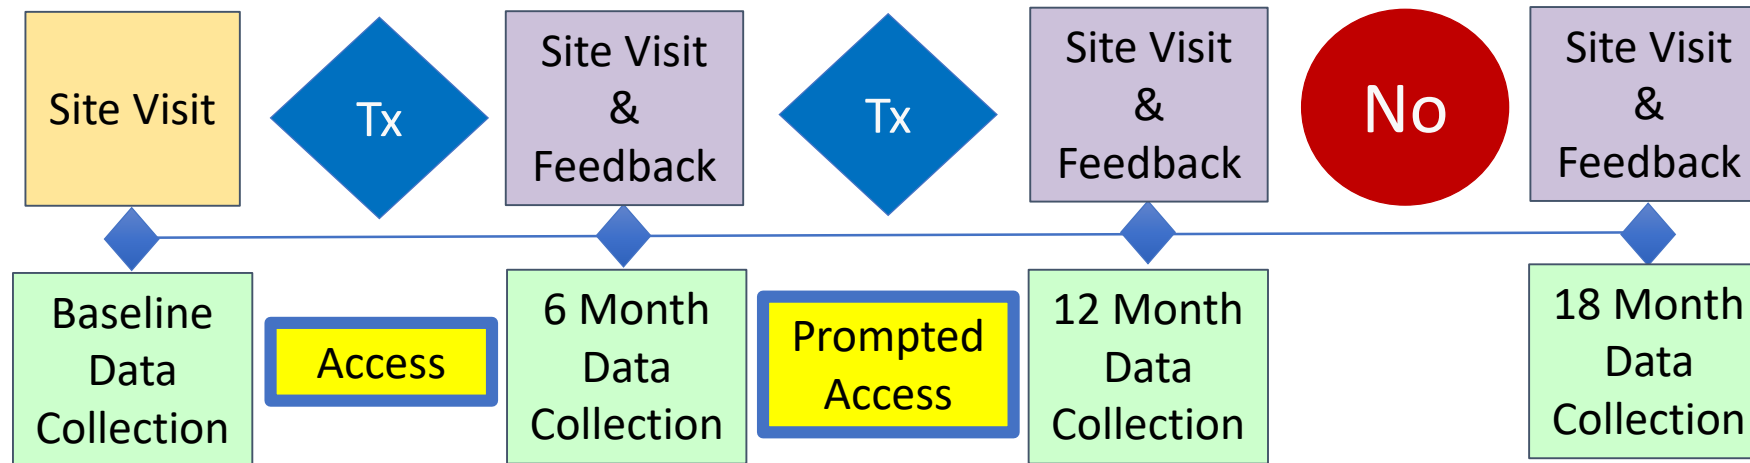 Site Visit
Tx
Site Visit
&
Feedback
Tx
Site Visit
&
Feedback
No
Site Visit
&
Feedback
Baseline
Data
Collection
Access
6 Month
Data
Collection
Prompted
Access
12 Month
Data
Collection
18 Month
Data
Collection